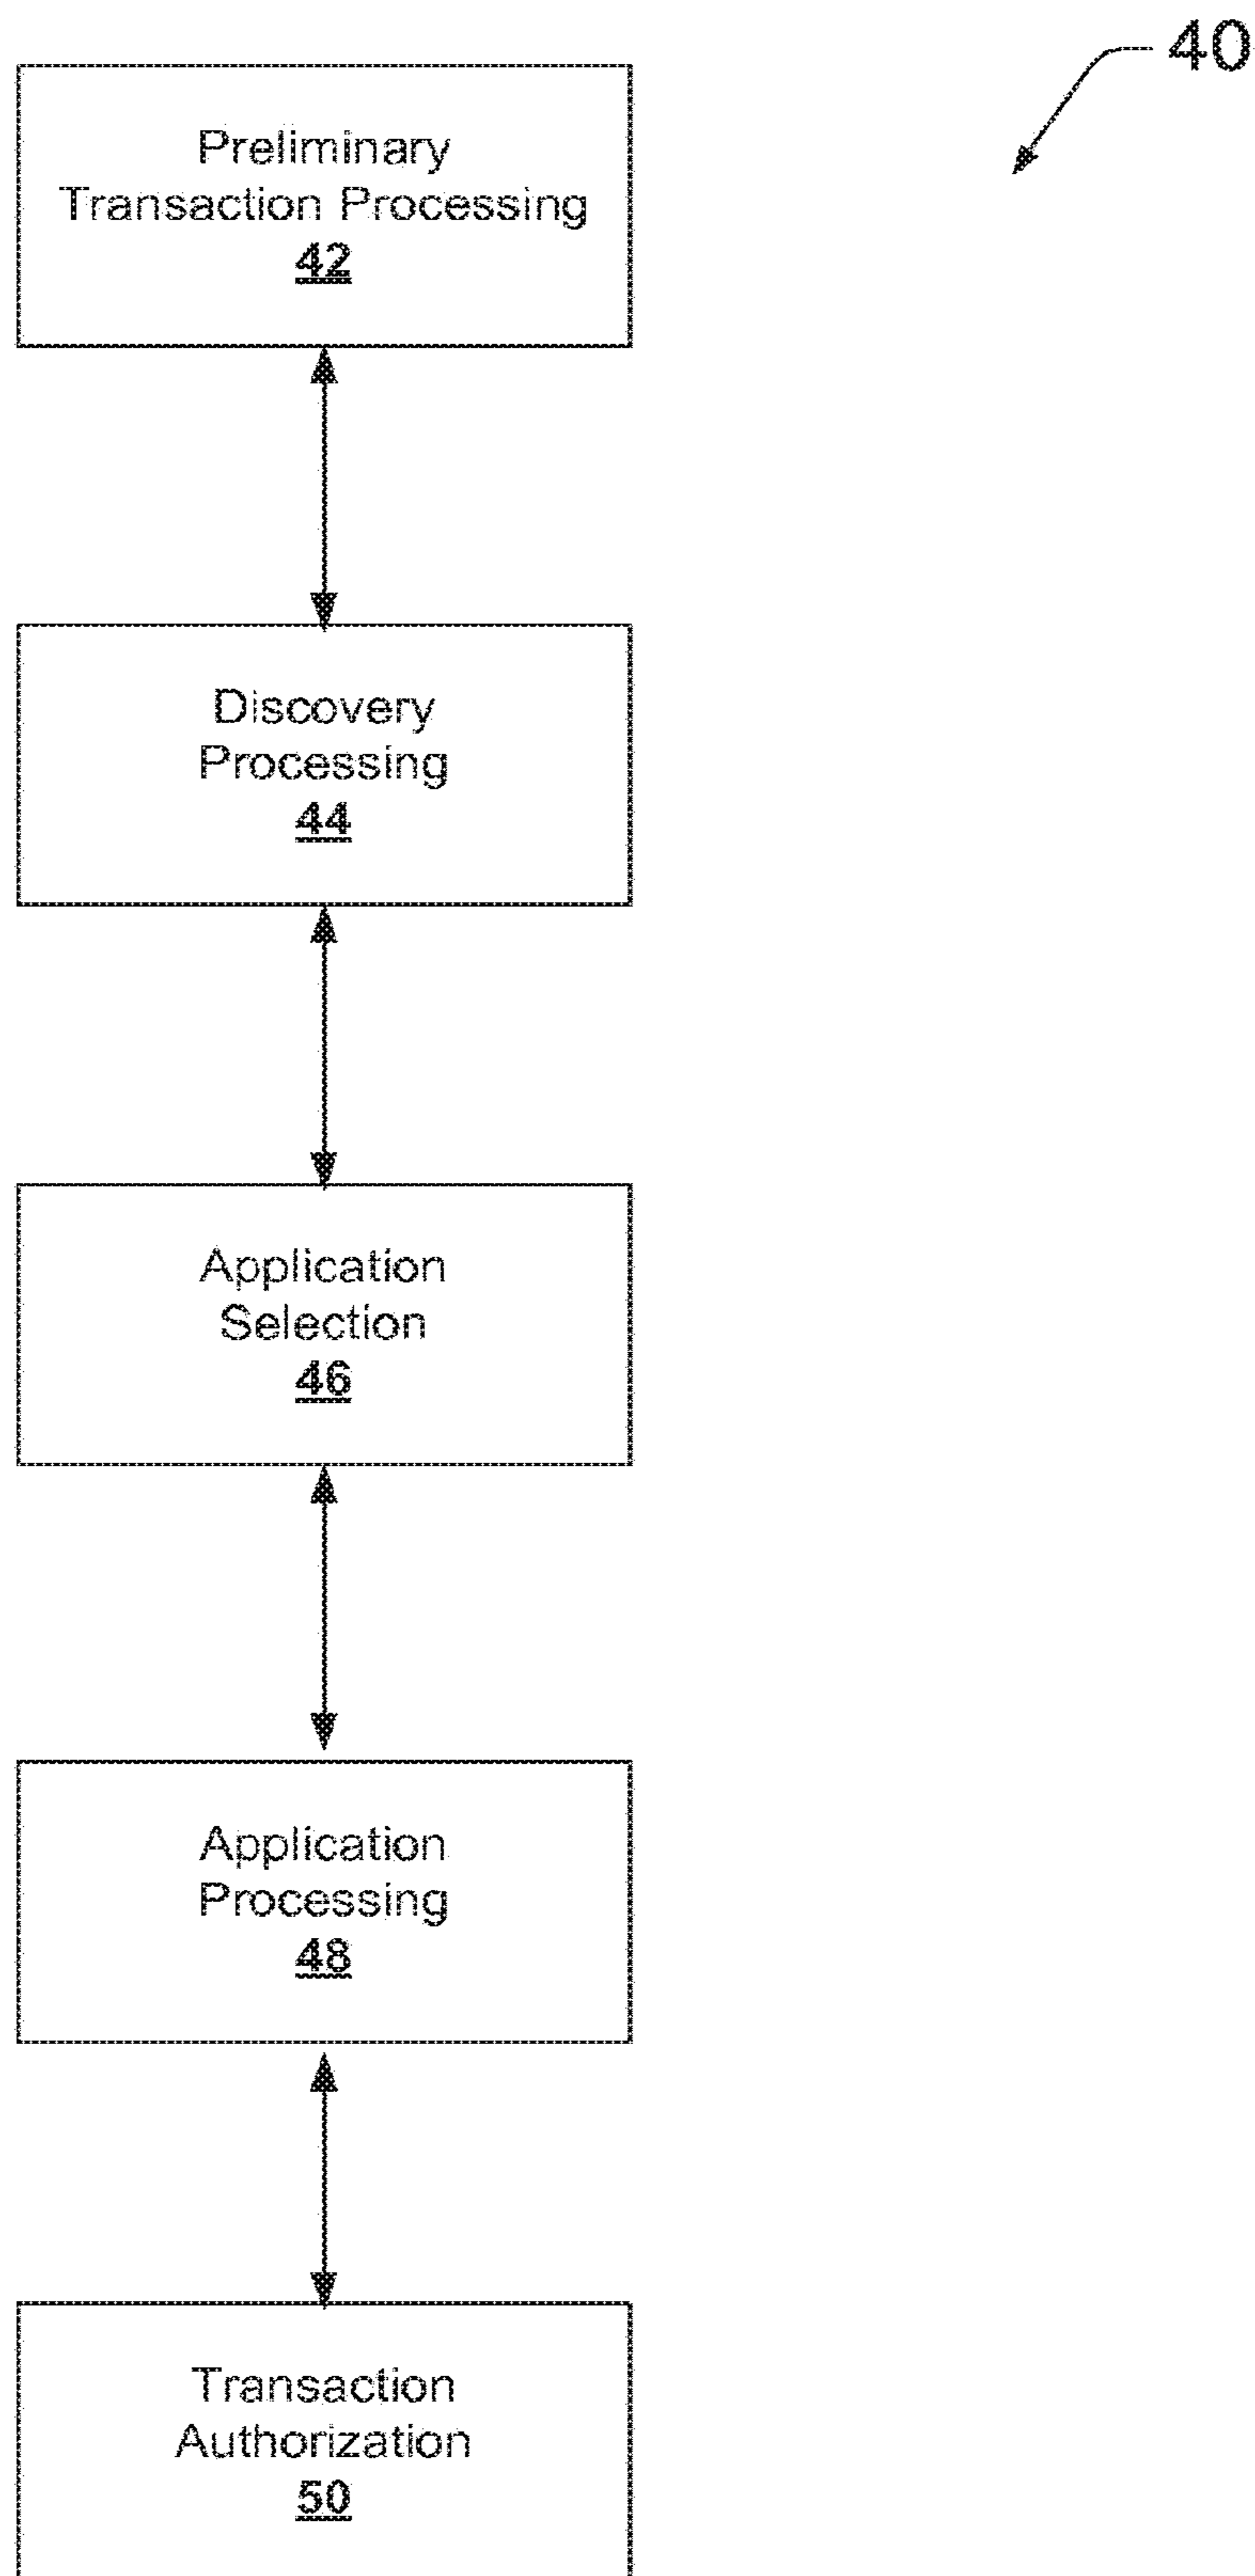 40
Preliminary
Transaction Processing
42
Discovery
Processing
44
Application
Selection
46
Application
Processing
48
Transaction
Authorization
50